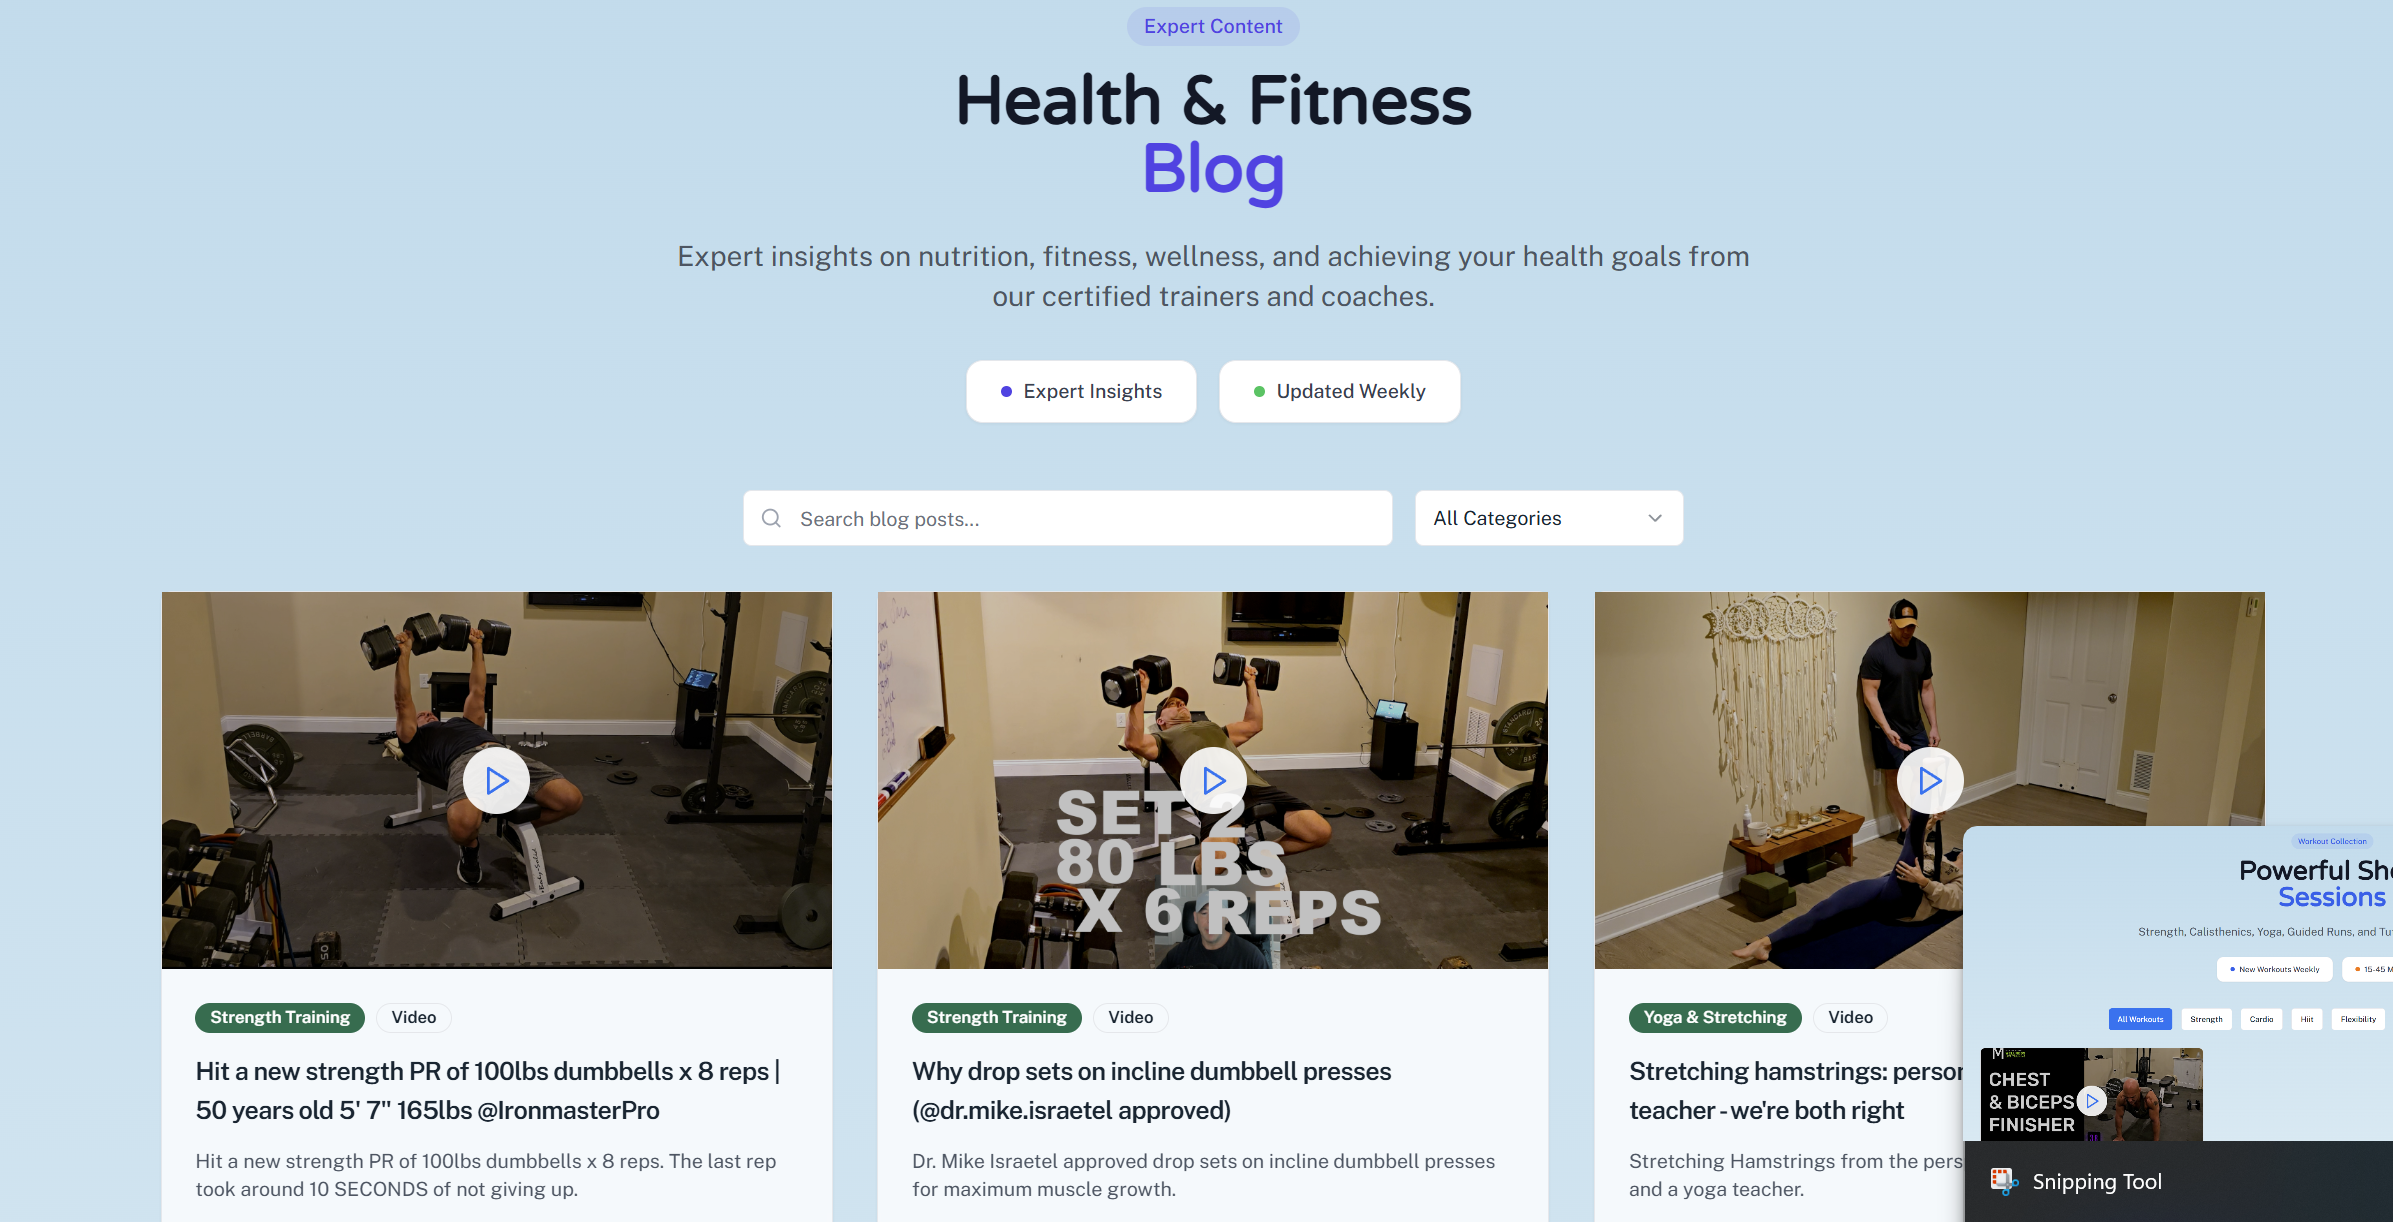 Expert Content
Health & Fitness
Blog
Expert insights on nutrition, fitness, wellness, and achieving your health goals from
our certified trainers and coaches.
Expert Insights
Updated Weekly
Search blog posts...
All Categories
SET 2
80 LBS
X 6 REPS
Strength Training
Video
Hit a new strength PR of 100lbs dumbbells x 8 reps |
50 years old 5' 7" 165lbs @IronmasterPro
Hit a new strength PR of 100lbs dumbbells x 8 reps. The last rep
took around 10 SECONDS of not giving up.
Strength Training
Video
Why drop sets on incline dumbbell presses
(@dr.mike.israetel approved)
Dr. Mike Israetel approved drop sets on incline dumbbell presses
for maximum muscle growth.
Yoga & Stretching
Video
Stretching hamstrings: person
teacher - we're both right
Stretching Hamstrings from the pers
and a yoga teacher.
Workout Collection
Powerful Sho
Sessions
Strength, Calisthenics, Yoga, Guided Runs, and Tu
New Workouts Weekly
15-45 M
All Workouts
Strength
Cardio
Hiit
Flexibility
CHEST
& BICEPS
FINISHER
Snipping Tool